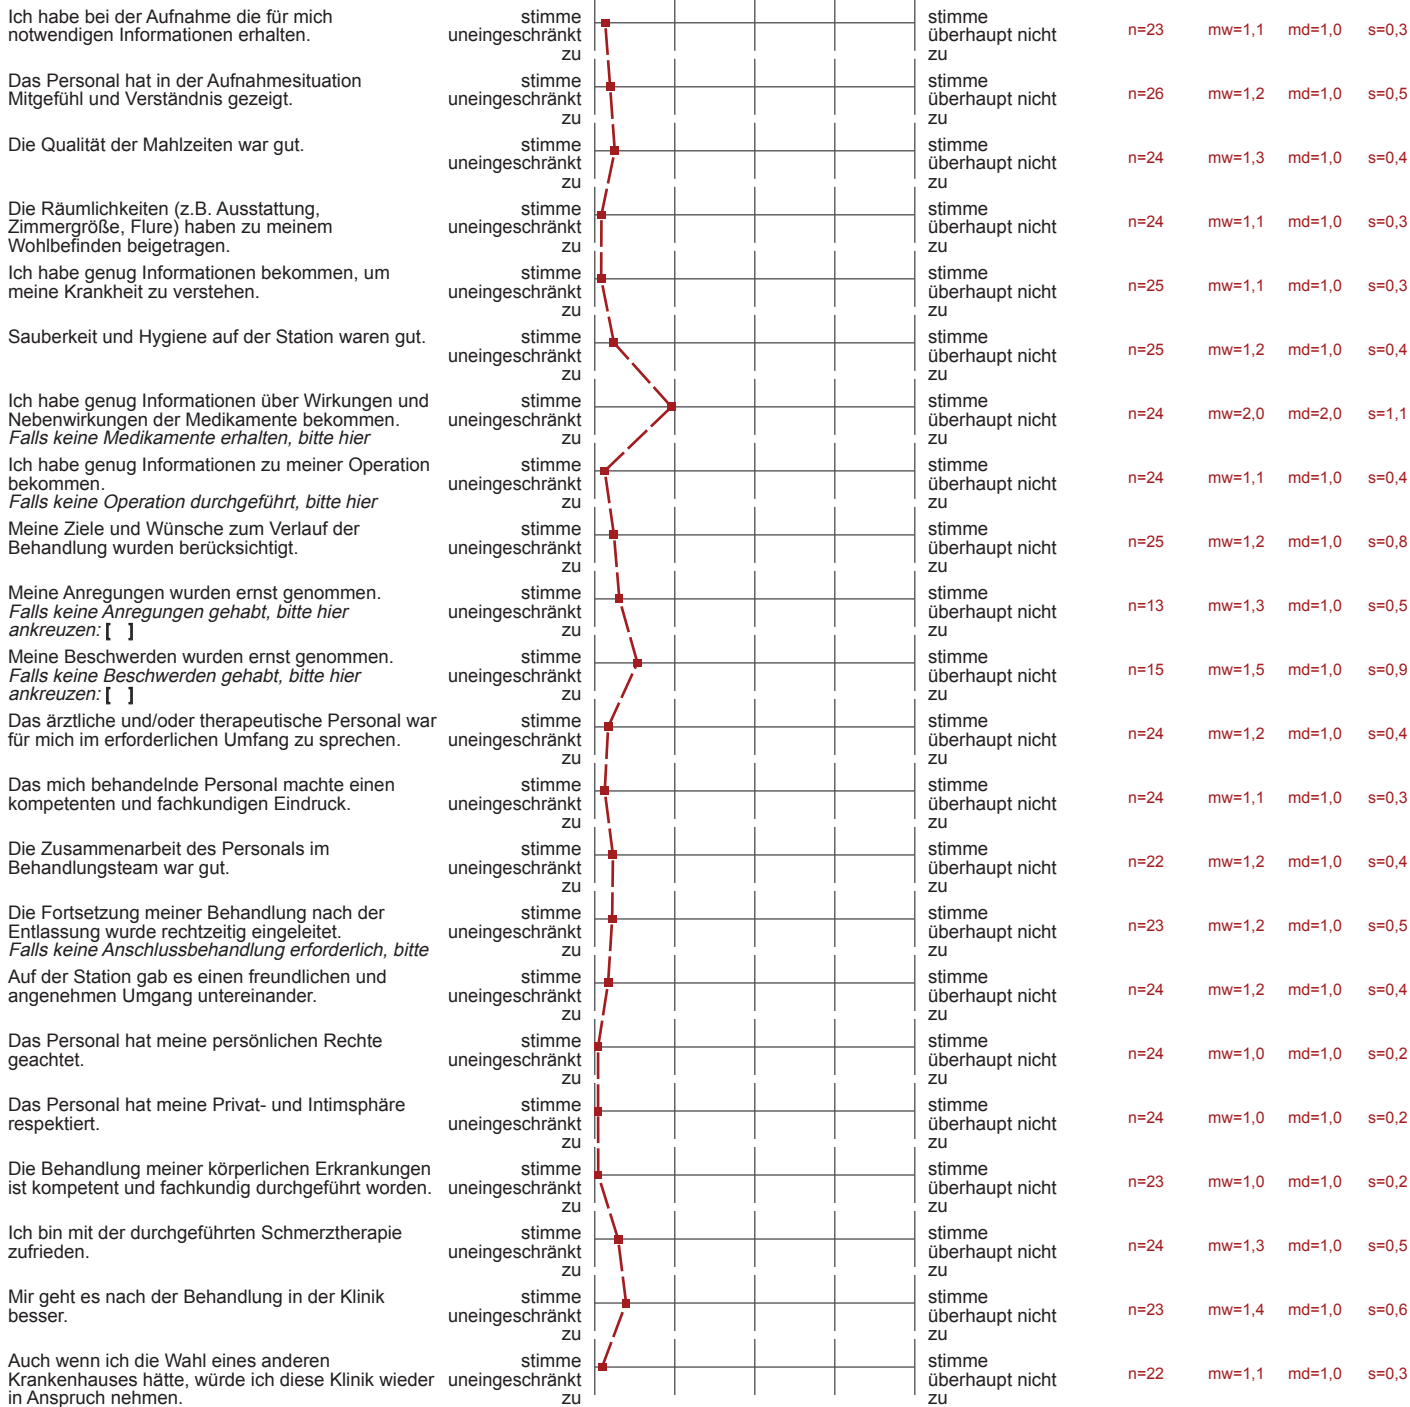 Ich habe bei der Aufnahme die für mich
notwendigen Informationen erhalten.
stimme
uneingeschränkt
zu
stimme
überhaupt nicht
zu
n=23 mw=1,1 md=1,0 s=0,3
Das Personal hat in der Aufnahmesituation
Mitgefühl und Verständnis gezeigt.
stimme
uneingeschränkt
zu
stimme
überhaupt nicht
zu
n=26 mw=1,2 md=1,0 s=0,5
Die Qualität der Mahlzeiten war gut.
stimme
uneingeschränkt
zu
stimme
überhaupt nicht
zu
n=24 mw=1,3 md=1,0 s=0,4
Die Räumlichkeiten (z.B. Ausstattung,
Zimmergröße, Flure) haben zu meinem
Wohlbefinden beigetragen.
stimme
uneingeschränkt
zu
stimme
überhaupt nicht
zu
n=24 mw=1,1 md=1,0 s=0,3
Ich habe genug Informationen bekommen, um
meine Krankheit zu verstehen.
stimme
uneingeschränkt
zu
stimme
überhaupt nicht
zu
n=25 mw=1,1 md=1,0 s=0,3
Sauberkeit und Hygiene auf der Station waren gut.
stimme
uneingeschränkt
zu
stimme
überhaupt nicht
zu
n=25 mw=1,2 md=1,0 s=0,4
Ich habe genug Informationen über Wirkungen und
Nebenwirkungen der Medikamente bekommen.
Falls keine Medikamente erhalten, bitte hier
stimme
uneingeschränkt
zu
stimme
überhaupt nicht
zu
n=24 mw=2,0 md=2,0 s=1,1
Ich habe genug Informationen zu meiner Operation
bekommen.
Falls keine Operation durchgeführt, bitte hier
stimme
uneingeschränkt
zu
stimme
überhaupt nicht
zu
n=24 mw=1,1 md=1,0 s=0,4
Meine Ziele und Wünsche zum Verlauf der
Behandlung wurden berücksichtigt.
stimme
uneingeschränkt
zu
stimme
überhaupt nicht
zu
n=25 mw=1,2 md=1,0 s=0,8
Meine Anregungen wurden ernst genommen.
Falls keine Anregungen gehabt, bitte hier
ankreuzen: [ ]
stimme
uneingeschränkt
zu
stimme
überhaupt nicht
zu
n=13 mw=1,3 md=1,0 s=0,5
Meine Beschwerden wurden ernst genommen.
Falls keine Beschwerden gehabt, bitte hier
ankreuzen: [ ]
stimme
uneingeschränkt
zu
stimme
überhaupt nicht
zu
n=15 mw=1,5 md=1,0 s=0,9
Das ärztliche und/oder therapeutische Personal war
für mich im erforderlichen Umfang zu sprechen.
stimme
uneingeschränkt
zu
stimme
überhaupt nicht
zu
n=24 mw=1,2 md=1,0 s=0,4
Das mich behandelnde Personal machte einen
kompetenten und fachkundigen Eindruck.
stimme
uneingeschränkt
zu
stimme
überhaupt nicht
zu
n=24 mw=1,1 md=1,0 s=0,3
Die Zusammenarbeit des Personals im
Behandlungsteam war gut.
stimme
uneingeschränkt
zu
stimme
überhaupt nicht
zu
n=22 mw=1,2 md=1,0 s=0,4
Die Fortsetzung meiner Behandlung nach der
Entlassung wurde rechtzeitig eingeleitet.
Falls keine Anschlussbehandlung erforderlich, bitte
stimme
uneingeschränkt
zu
stimme
überhaupt nicht
zu
n=23 mw=1,2 md=1,0 s=0,5
Auf der Station gab es einen freundlichen und
angenehmen Umgang untereinander.
stimme
uneingeschränkt
zu
stimme
überhaupt nicht
zu
n=24 mw=1,2 md=1,0 s=0,4
Das Personal hat meine persönlichen Rechte
geachtet.
stimme
uneingeschränkt
zu
stimme
überhaupt nicht
zu
n=24 mw=1,0 md=1,0 s=0,2
Das Personal hat meine Privat- und Intimsphäre
respektiert.
stimme
uneingeschränkt
zu
stimme
überhaupt nicht
zu
n=24 mw=1,0 md=1,0 s=0,2
Die Behandlung meiner körperlichen Erkrankungen
ist kompetent und fachkundig durchgeführt worden.
stimme
uneingeschränkt
zu
stimme
überhaupt nicht
zu
n=23 mw=1,0 md=1,0 s=0,2
Ich bin mit der durchgeführten Schmerztherapie
zufrieden.
stimme
uneingeschränkt
zu
stimme
überhaupt nicht
zu
n=24 mw=1,3 md=1,0 s=0,5
Mir geht es nach der Behandlung in der Klinik
besser.
stimme
uneingeschränkt
zu
stimme
überhaupt nicht
zu
n=23 mw=1,4 md=1,0 s=0,6
Auch wenn ich die Wahl eines anderen
Krankenhauses hätte, würde ich diese Klinik wieder
in Anspruch nehmen.
stimme
uneingeschränkt
zu
stimme
überhaupt nicht
zu
n=22 mw=1,1 md=1,0 s=0,3